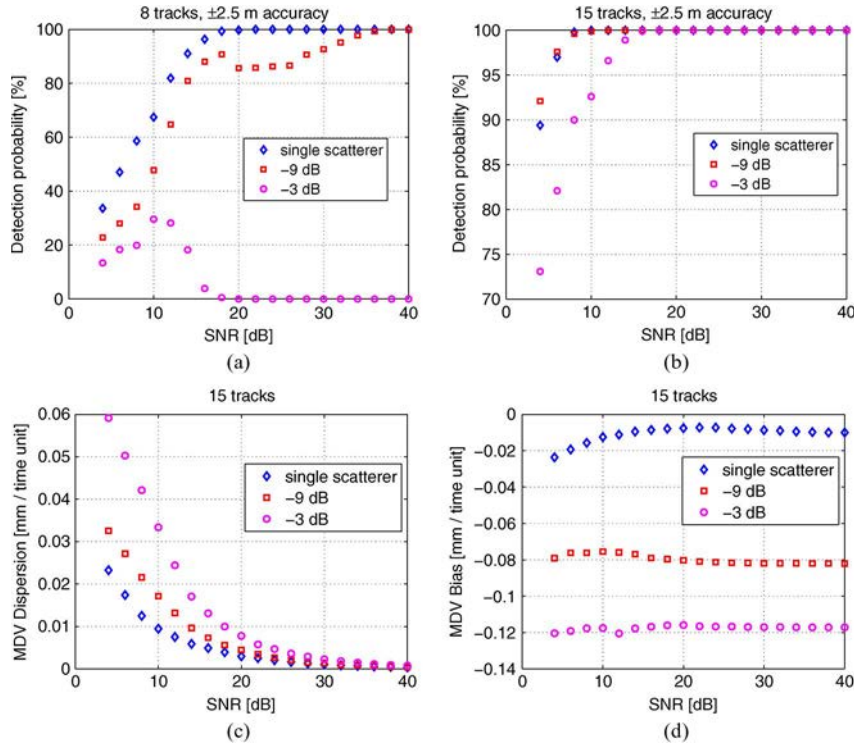 8 tracks, ±2.5 m accuracy
Detection probability [%]
100
80
60
40
20
0
single scatterer
−9 dB
−3 dB
0 10 20 30 40
SNR [dB]
(a)
15 tracks, ±2.5 m accuracy
Detection probability [%]
100
95
90
85
80
75
70
single scatterer
−9 dB
−3 dB
0 10 20 30 40
SNR [dB]
(b)
15 tracks
MDV Dispersion [mm / time unit]
0.06
0.05
0.04
0.03
0.02
0.01
0
single scatterer
−9 dB
−3 dB
0 10 20 30 40
SNR [dB]
(c)
15 tracks
MDV Bias [mm / time unit]
0
−0.02
−0.04
−0.06
−0.08
−0.1
−0.12
−0.14
single scatterer
−9 dB
−3 dB
0 10 20 30 40
SNR [dB]
(d)